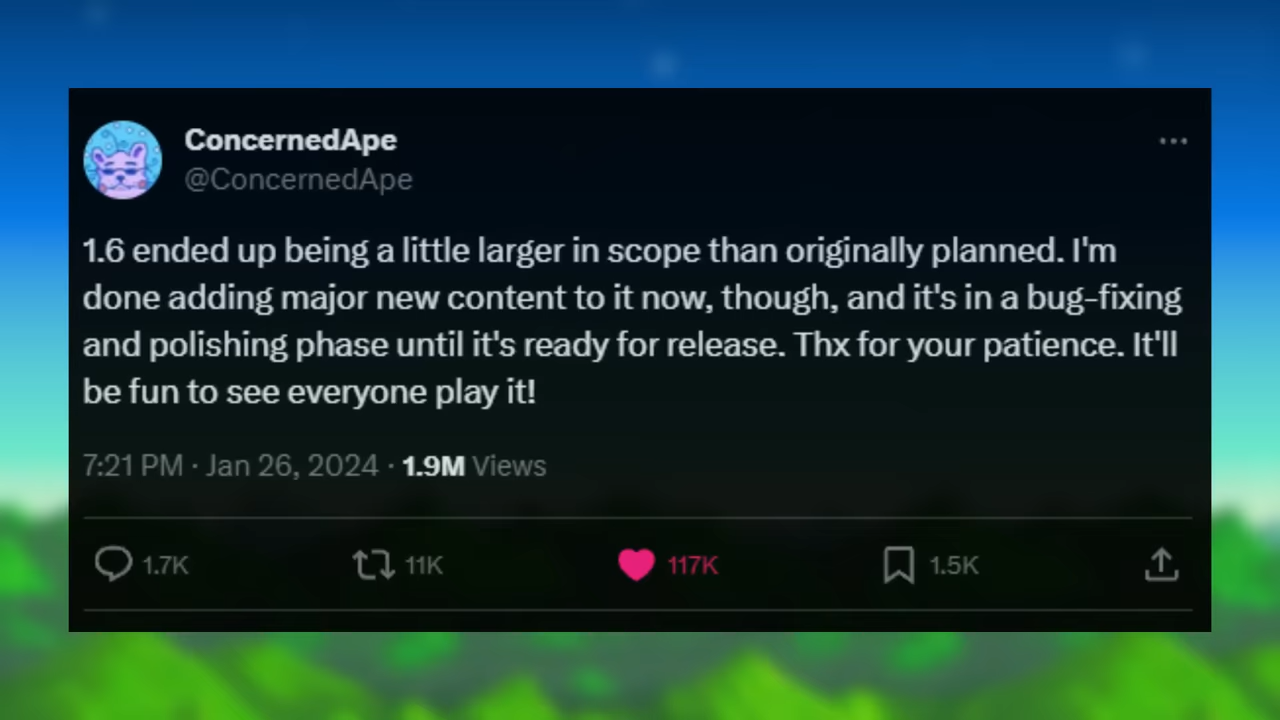 ConcernedApe
@ConcernedApe
1.6 ended up being a little larger in scope than originally planned. I'm
done adding major new content to it now, though, and it's in a bug-fixing
and polishing phase until it's ready for release. Thx for your patience. It'll
be fun to see everyone play it!
7:21 PM · Jan 26, 2024 · 1.9M Views
1.7K 11K 117K 1.5K